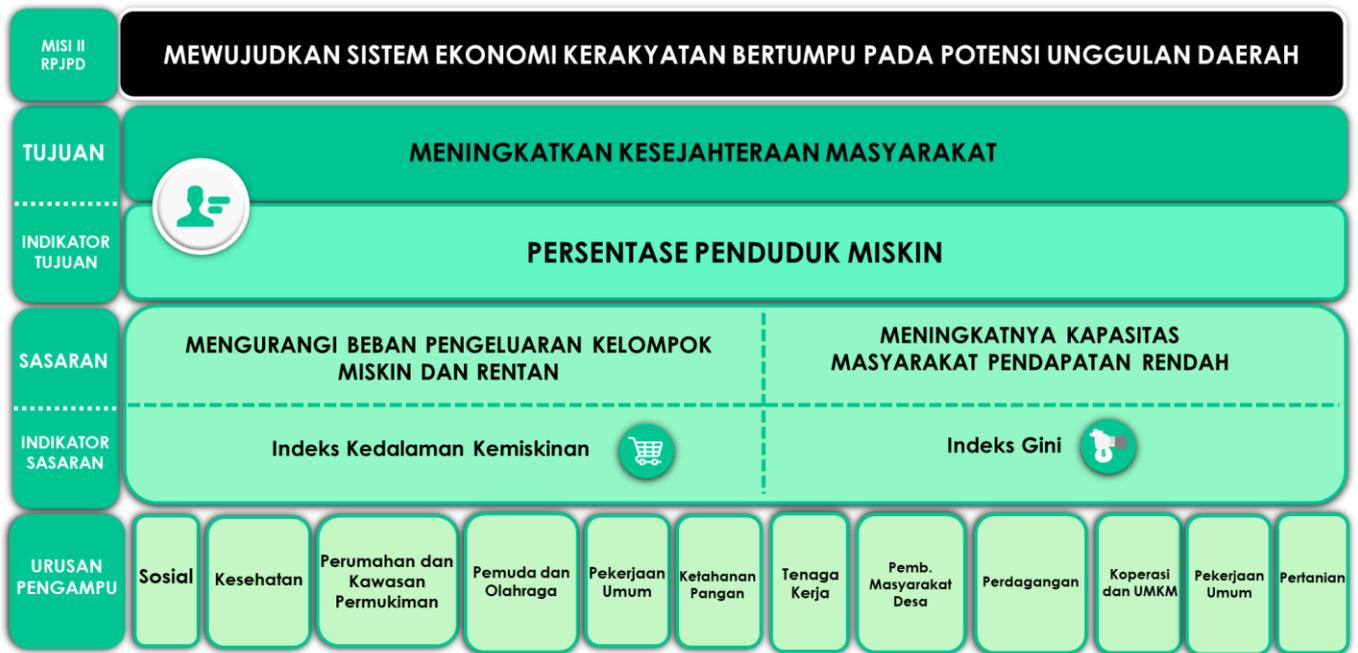 MISI II
RPJPD
MEWUJUDKAN SISTEM EKONOMI KERAKYATAN BERTUMPU PADA POTENSI UNGGULAN DAERAH
TUJUAN
MENINGKATKAN KESEJAHTERAAN MASYARAKAT
INDIKATOR
TUJUAN
PERSENTASE PENDUDUK MISKIN
SASARAN
MENGURANGI BEBAN PENGELUARAN KELOMPOK
MISKIN DAN RENTAN
MENINGKATNYA KAPASITAS
MASYARAKAT PENDAPATAN RENDAH
INDIKATOR
SASARAN
Indeks Kedalaman Kemiskinan
Indeks Gini
URUSAN
PENGAMPU
Sosial
Kesehatan
Perumahan dan
Kawasan
Permukiman
Pemuda dan
Olahraga
Pekerjaan
Umum
Ketahanan
Pangan
Tenaga
Kerja
Pemb.
Masyarakat
Desa
Perdagangan
Koperasi
dan UMKM
Pekerjaan
Umum
Pertanian